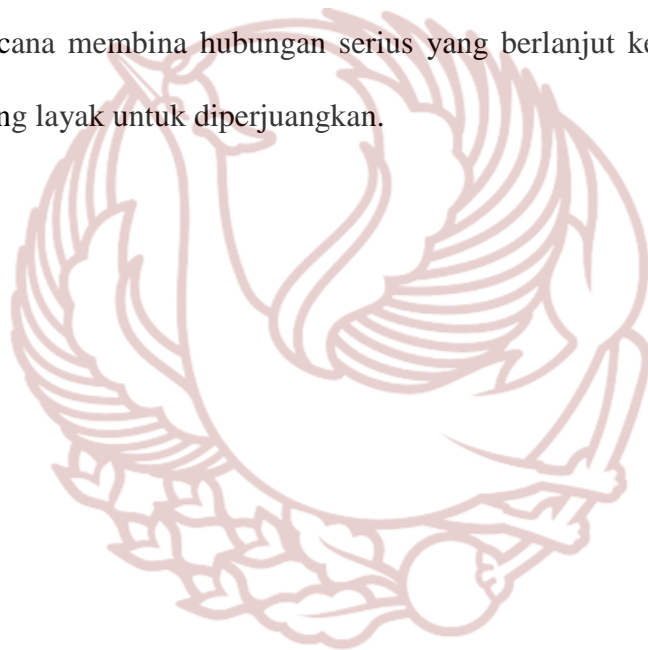 cana membina hubungan serius yang berlanjut ke
ng layak untuk diperjuangkan.